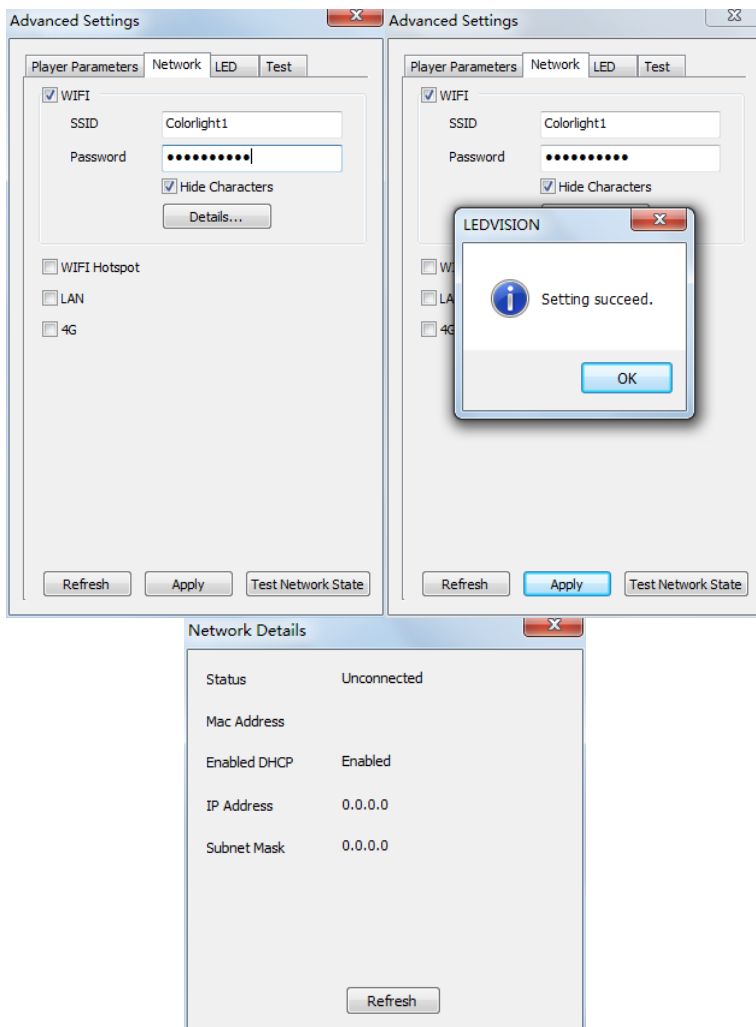 Advanced Settings
Player Parameters Network LED Test
WIFI
SSID Colorlight1
Password ••••••••••
Hide Characters
Details...
WIFI Hotspot
LAN
4G
Refresh Apply Test Network State
Advanced Settings
Player Parameters Network LED Test
WIFI
SSID Colorlight1
Password ••••••••••
Hide Characters
LEDVISION
Setting succeed.
OK
4G
Refresh Apply Test Network State
Network Details
Status Unconnected
Mac Address
Enabled DHCP Enabled
IP Address 0.0.0.0
Subnet Mask 0.0.0.0
Refresh